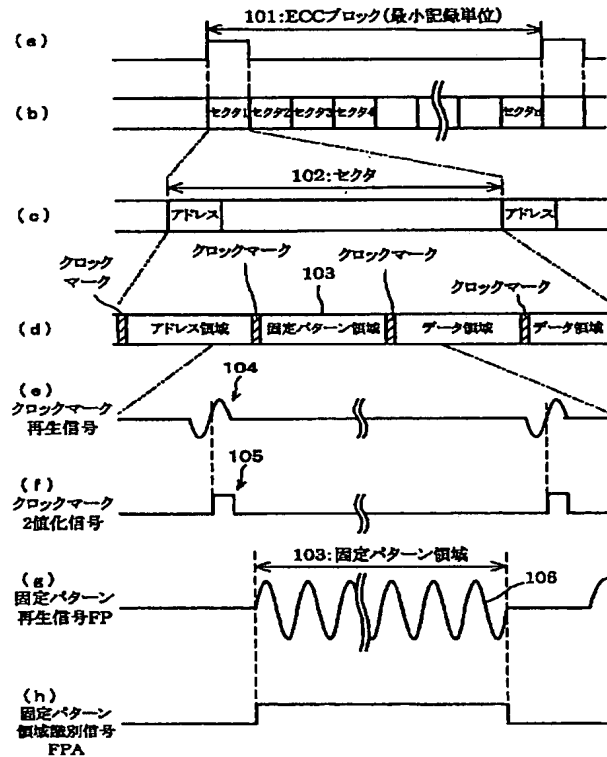 101:ECCブロック(最小記録単位)
(a)
(b)
セクタ1 セクタ2 セクタ3 セクタ4 セクタn
102:セクタ
(c)
アドレス アドレス
クロック
マーク
クロックマーク
103
クロックマーク
クロックマーク
(d)
アドレス領域 固定パターン領域 データ領域 データ領域
(e)
クロックマーク
再生信号
104
(f)
クロックマーク
2値化信号
105
103:固定パターン領域
(g)
固定パターン
再生信号FP
106
(h)
固定パターン
領域識別信号
FPA